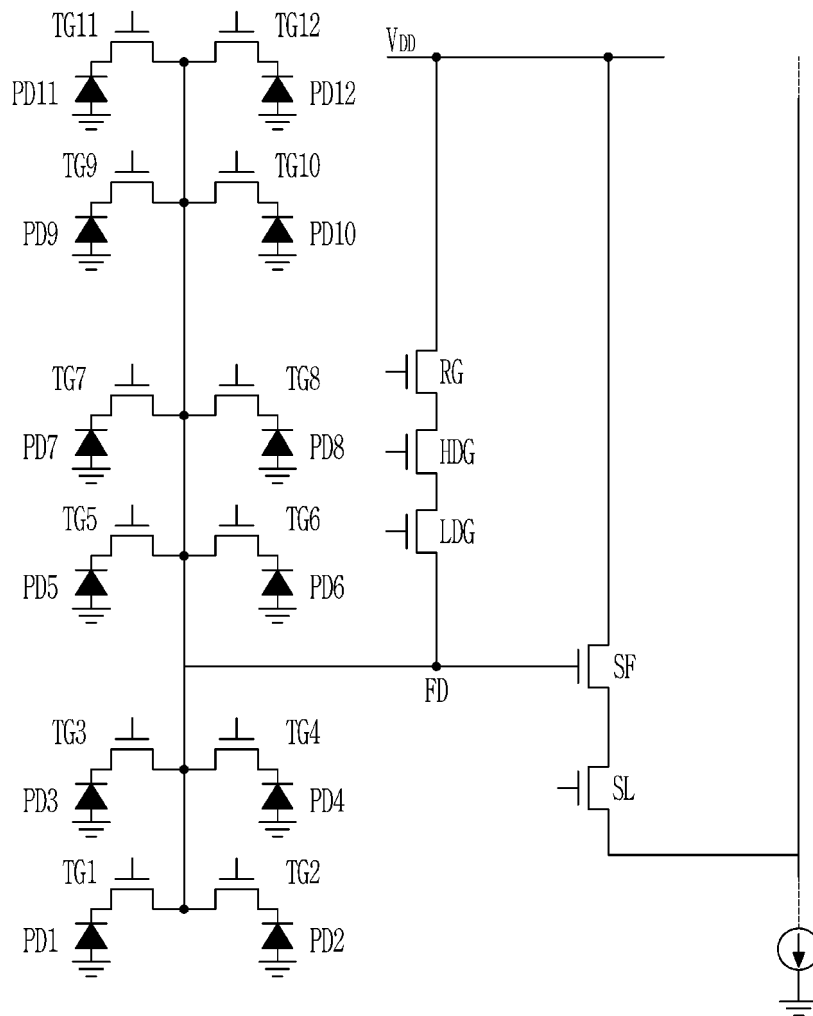 TG11 TG12 VDD
PD11 PD12
TG9 TG10
PD9 PD10
TG7 TG8 RG
PD7 PD8 HDG
TG5 TG6 LDG
PD5 PD6
FD SF
TG3 TG4
PD3 PD4 SL
TG1 TG2
PD1 PD2